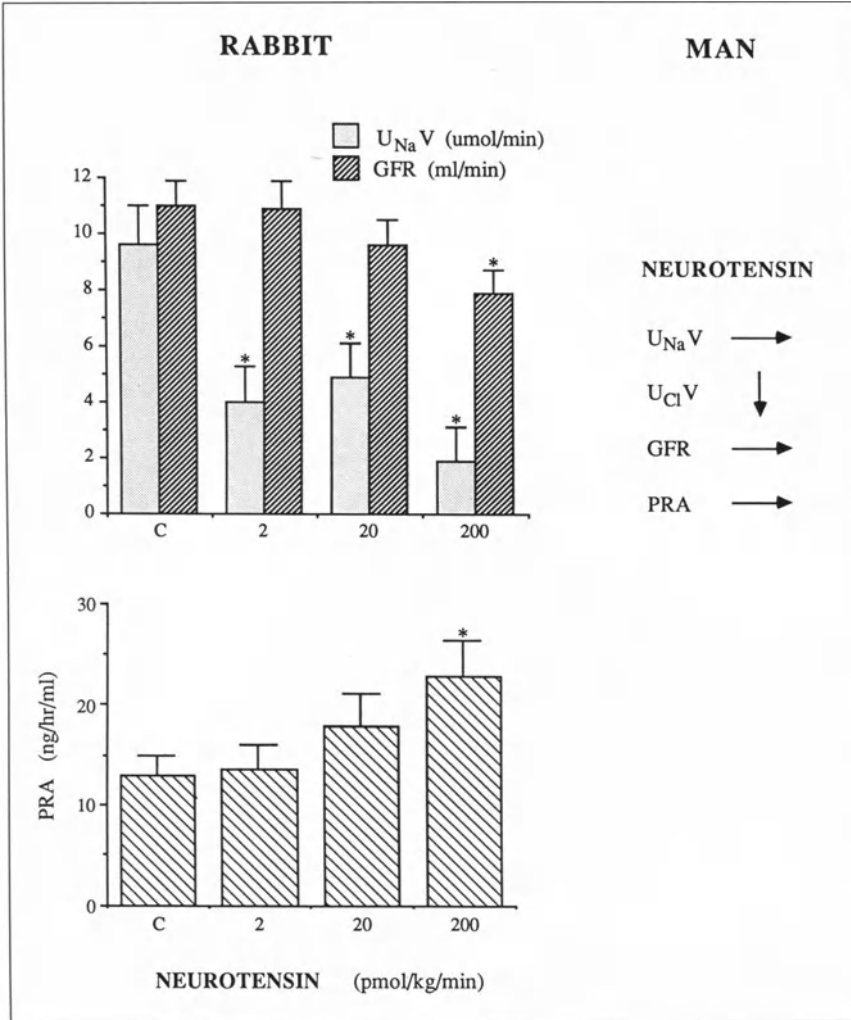 RABBIT
MAN
U_Na V (umol/min)
GFR (ml/min)
12
10
8
6
4
2
0
*
*
*
*
C 2 20 200
NEUROTENSIN
U_Na V
U_Cl V
GFR
PRA
PRA (ng/hr/ml)
30
20
10
0
*
C 2 20 200
NEUROTENSIN (pmol/kg/min)